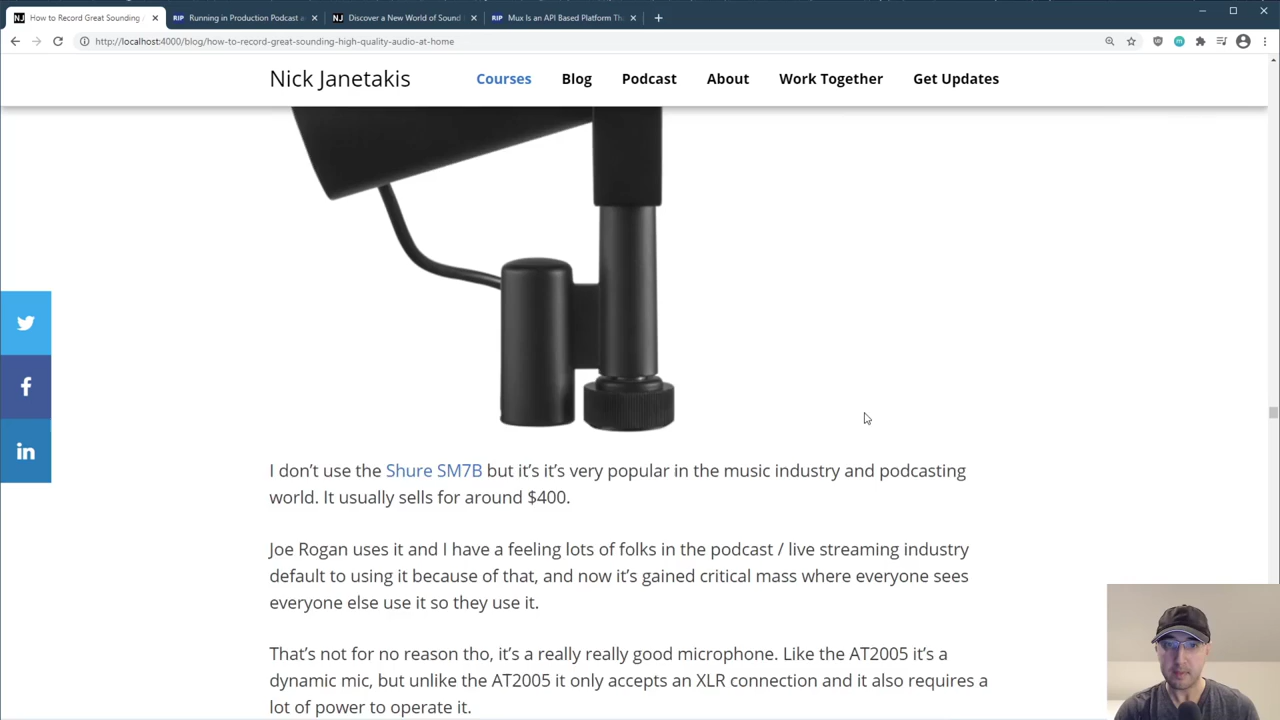 How to Record Great Sounding
Running in Production Podcast a
Discover a New World of Sound
Mux Is an API Based Platform Th
http://localhost:4000/blog/how-to-record-great-sounding-high-quality-audio-at-home
Nick Janetakis
Courses
Blog
Podcast
About
Work Together
Get Updates
I don't use the Shure SM7B but it's it's very popular in the music industry and podcasting
world. It usually sells for around $400.
Joe Rogan uses it and I have a feeling lots of folks in the podcast / live streaming industry
default to using it because of that, and now it's gained critical mass where everyone sees
everyone else use it so they use it.
That's not for no reason tho, it's a really really good microphone. Like the AT2005 it's a
dynamic mic, but unlike the AT2005 it only accepts an XLR connection and it also requires a
lot of power to operate it.